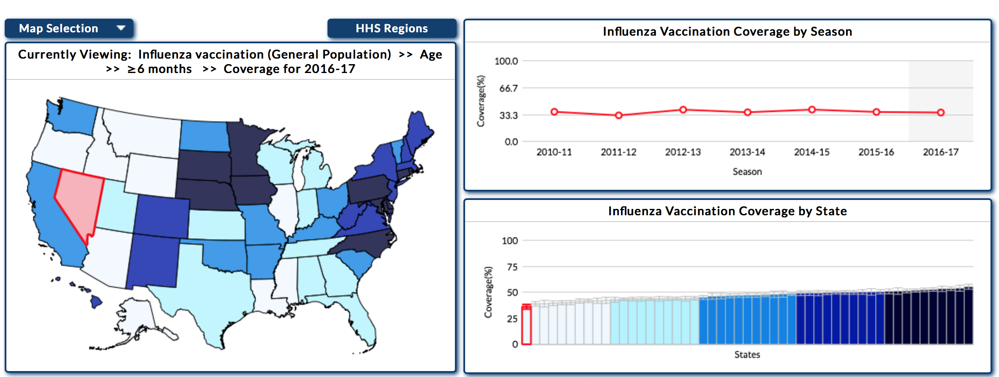 Map Selection
HHS Regions
Currently Viewing: Influenza vaccination (General Population) >> Age
>> ≥6 months >> Coverage for 2016-17
Influenza Vaccination Coverage by Season
100.0
66.7
33.3
0.0
Coverage(%)
2010-11 2011-12 2012-13 2013-14 2014-15 2015-16 2016-17
Season
Influenza Vaccination Coverage by State
100
75
50
25
0
Coverage(%)
States